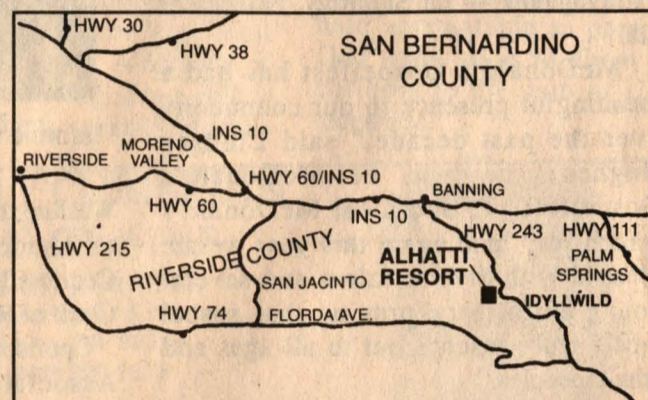 HWY 30
HWY 38
SAN BERNARDINO
COUNTY
INS 10
RIVERSIDE
MORENO
VALLEY
HWY 60/INS 10
HWY 60
INS 10
BANNING
HWY 215
RIVERSIDE COUNTY
HWY 243
HWY 111
ALHATTI
RESORT
PALM
SPRINGS
SAN JACINTO
IDYLLWILD
HWY 74
FLORDA AVE.